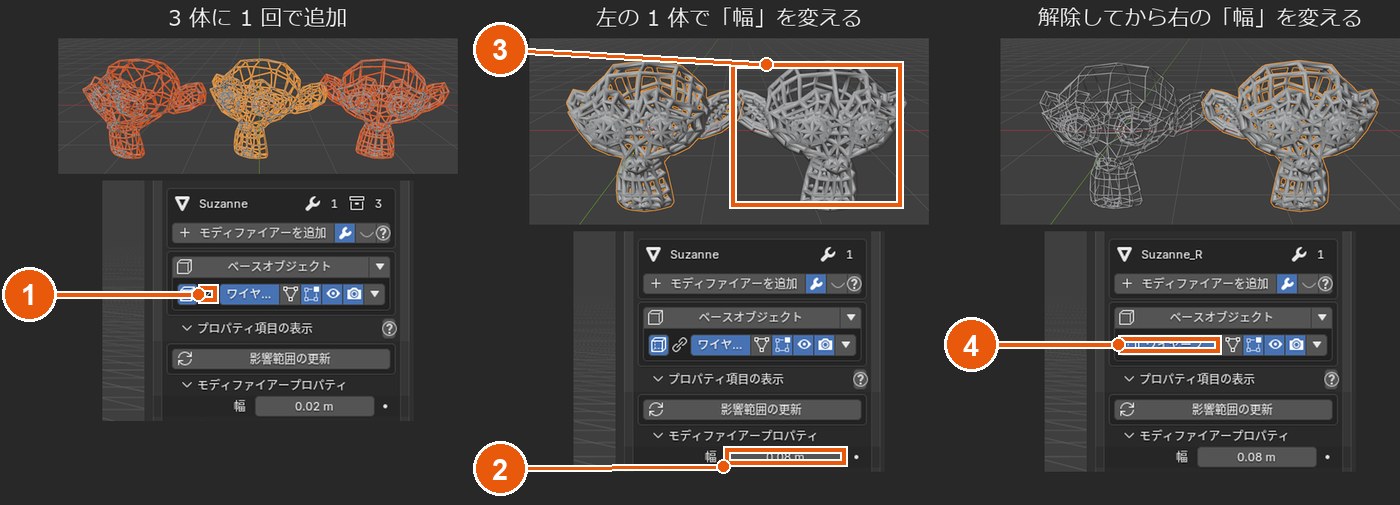 3 体に 1 回で追加
左の 1 体で「幅」を変える
解除してから右の「幅」を変える
3
Suzanne 1 3
モディファイアーを追加
ベースオブジェクト
1
ワイヤ...
プロパティ項目の表示
影響範囲の更新
モディファイアープロパティ
幅 0.02 m
Suzanne 1
モディファイアーを追加
ベースオブジェクト
ワイヤ...
プロパティ項目の表示
影響範囲の更新
モディファイアープロパティ
幅 0.08 m
2
Suzanne_R 1
モディファイアーを追加
ベースオブジェクト
4
プロパティ項目の表示
影響範囲の更新
モディファイアープロパティ
幅 0.08 m